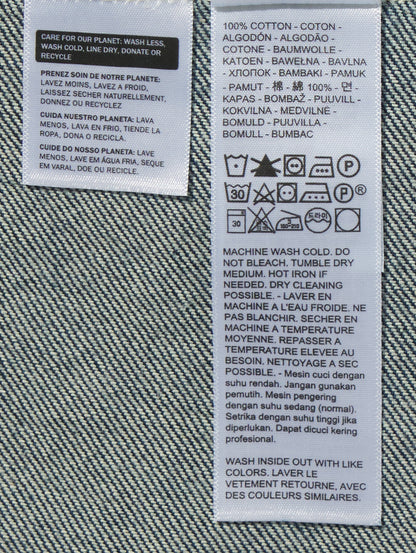 CARE FOR OUR PLANET: WASH LESS,
WASH COLD, LINE DRY, DONATE OR
RECYCLE
PRENEZ SOIN DE NOTRE PLANETE:
LAVEZ MOINS, LAVEZ A FROID,
LAISSEZ SECHER NATURELLEMENT,
DONNEZ OU RECYCLEZ
CUIDA NUESTRO PLANETA: LAVA
MENOS, LAVA EN FRIO, TIENDE LA
ROPA, DONA O RECICLA.
CUIDE DO NOSSO PLANETA: LAVE
MENOS, LAVE EM ÁGUA FRIA, SEQUE
EM VARAL, DOE OU RECICLE.
100% COTTON - COTON -
ALGODÓN - ALGODÃO -
COTONE - BAUMWOLLE -
KATOEN - BAWEŁNA - BAVLNA
- ХЛОПОК - BAMBAKI - PAMUK
- PAMUT - 棉 - 綿 100% - 면 -
KAPAS - BOMBAŽ - PUUVILL -
KOKVILNA - MEDVILNĖ -
BOMULD - PUUVILLA -
BOMULL - BUMBAC
P
30 P ®
30 180-210 드라이
MACHINE WASH COLD. DO
NOT BLEACH. TUMBLE DRY
MEDIUM. HOT IRON IF
NEEDED. DRY CLEANING
POSSIBLE. - LAVER EN
MACHINE A L'EAU FROIDE. NE
PAS BLANCHIR. SECHER EN
MACHINE A TEMPERATURE
MOYENNE. REPASSER A
TEMPERATURE ELEVEE AU
BESOIN. NETTOYAGE A SEC
POSSIBLE. - Mesin cuci dengan
suhu rendah. Jangan gunakan
pemutih. Mesin pengering
dengan suhu sedang (normal).
Setrika dengan suhu tinggi jika
diperlukan. Dapat dicuci kering
profesional.
WASH INSIDE OUT WITH LIKE
COLORS. LAVER LE
VETEMENT RETOURNE, AVEC
DES COULEURS SIMILAIRES.